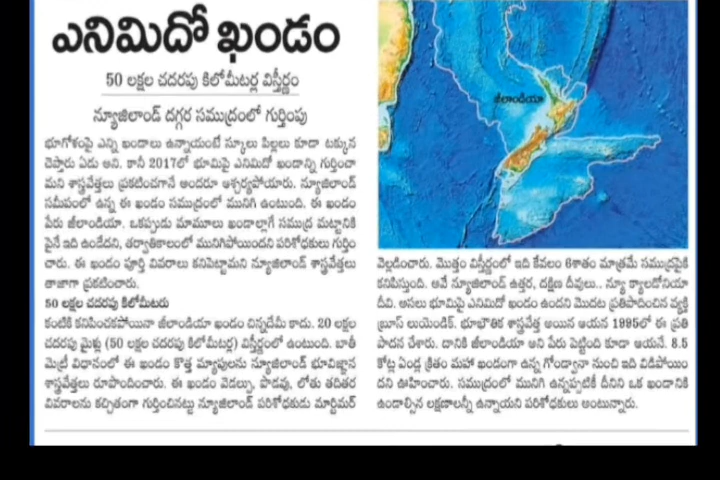 ఎనిమిదో ఖండం
50 లక్షల చదరపు కిలోమీటర్ల విస్తీర్ణం
న్యూజిలాండ్ దగ్గర సముద్రంలో గుర్తింపు
భూగోళంపై ఎన్ని ఖండాలు ఉన్నాయంటే స్కూలు పిల్లలు కూడా టక్కున
చెప్తారు ఏడు అని. కానీ 2017లో భూమిపై ఎనిమిదో ఖండాన్ని గుర్తించా
మని శాస్త్రవేత్తలు ప్రకటించగానే అందరూ ఆశ్చర్యపోయారు. న్యూజిలాండ్
సమీపంలో ఉన్న ఈ ఖండం సముద్రంలో మునిగి ఉంటుంది. ఈ ఖండం
పేరు జీలాండియా. ఒకప్పుడు మామూలు ఖండాల్లాగే సముద్ర మట్టానికి
పైనే ఇది ఉండేదని, తర్వాతికాలంలో మునిగిపోయిందని పరిశోధకులు గుర్తిం
చారు. ఈ ఖండం పూర్తి వివరాలు కనిపెట్టామని న్యూజిలాండ్ శాస్త్రవేత్తలు
తాజాగా ప్రకటించారు.
50 లక్షల చదరపు కిలోమీటరు
కంటికి కనిపించకపోయినా జీలాండియా ఖండం చిన్నదేమీ కాదు. 20 లక్షల
చదరపు మైళ్లు (50 లక్షల చదరపు కిలోమీటర్ల) విస్తీర్ణంలో ఉంటుంది. బాతీ
మెట్రీ విధానంలో ఈ ఖండం కొత్త మ్యాపులను న్యూజిలాండ్ భూవిజ్ఞాన
శాస్త్రవేత్తలు రూపొందించారు. ఈ ఖండం వెడల్పు, పొడవు, లోతు తదితర
వివరాలను కచ్చితంగా గుర్తించినట్టు న్యూజిలాండ్ పరిశోధకుడు మార్టిమర్
జీలాండియా
వెల్లడించారు. మొత్తం విస్తీర్ణంలో ఇది కేవలం 6శాతం మాత్రమే సముద్రపైకి
కనిపిస్తుంది. అవే న్యూజిలాండ్ ఉత్తర, దక్షిణ దీవులు.. న్యూ క్యాలడోనియా
దీవి. అసలు భూమిపై ఎనిమిదో ఖండం ఉందని మొదట ప్రతిపాదించిన వ్యక్తి
బ్రూస్ లుయెండిక్. భూభౌతిక శాస్త్రవేత్త అయిన ఆయన 1995లో ఈ ప్రతి
పాదన చేశారు. దానికి జీలాండియా అని పేరు పెట్టింది కూడా ఆయనే. 8.5
కోట్ల ఏండ్ల క్రితం మహా ఖండంగా ఉన్న గోండ్వానా నుంచి ఇది విడిపోయిం
దని ఊహించారు. సముద్రంలో మునిగి ఉన్నప్పటికీ దీనిని ఒక ఖండానికి
ఉండాల్సిన లక్షణాలన్నీ ఉన్నాయని పరిశోధకులు అంటున్నారు.